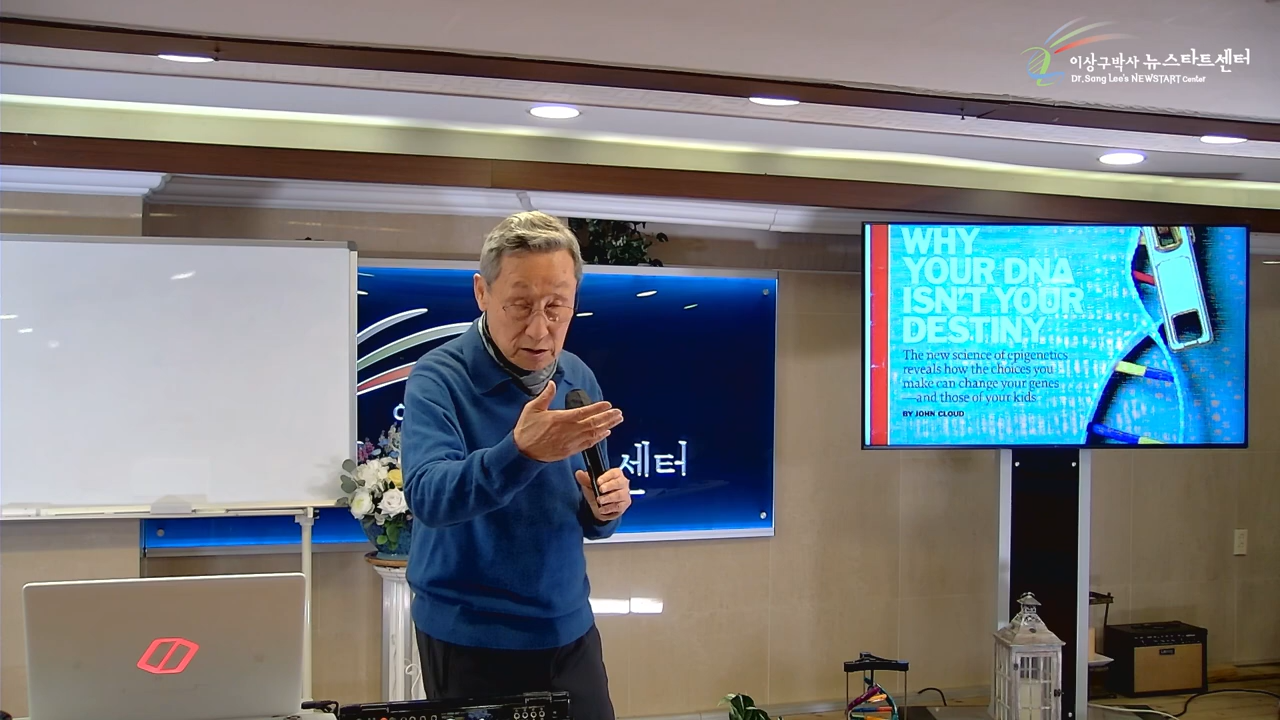 이상구박사 뉴스타트센터
Dr. Sang Lee's NEWSTART Center
WHY
YOUR DNA
ISN'T YOUR
DESTINY
The new science of epigenetics
reveals how the choices you
make can change your genes
—and those of your kids
BY JOHN CLOUD
센터